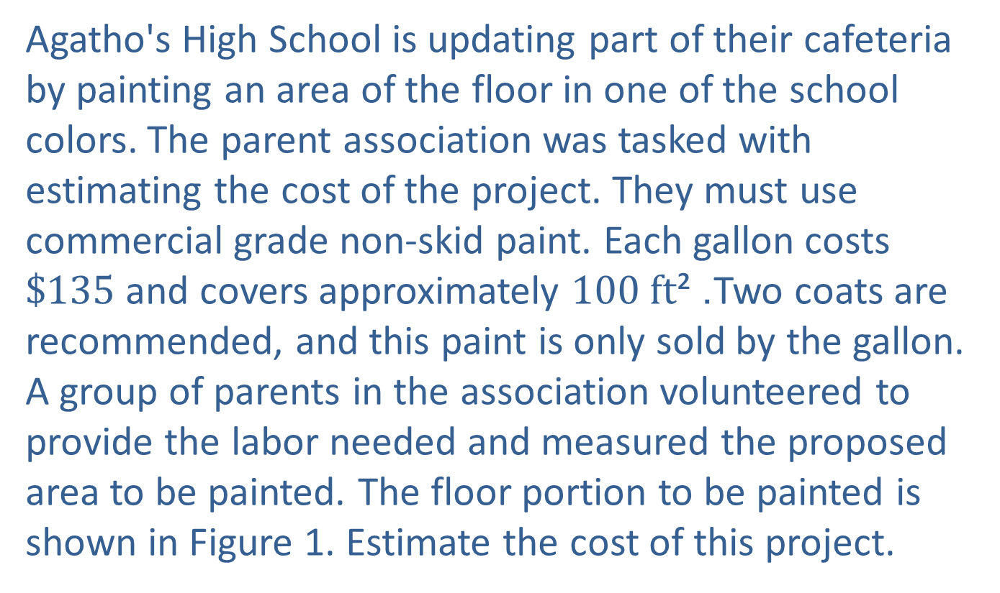 Agatho's High School is updating part of their cafeteria
by painting an area of the floor in one of the school
colors. The parent association was tasked with
estimating the cost of the project. They must use
commercial grade non-skid paint. Each gallon costs
$135 and covers approximately 100 ft² .Two coats are
recommended, and this paint is only sold by the gallon.
A group of parents in the association volunteered to
provide the labor needed and measured the proposed
area to be painted. The floor portion to be painted is
shown in Figure 1. Estimate the cost of this project.